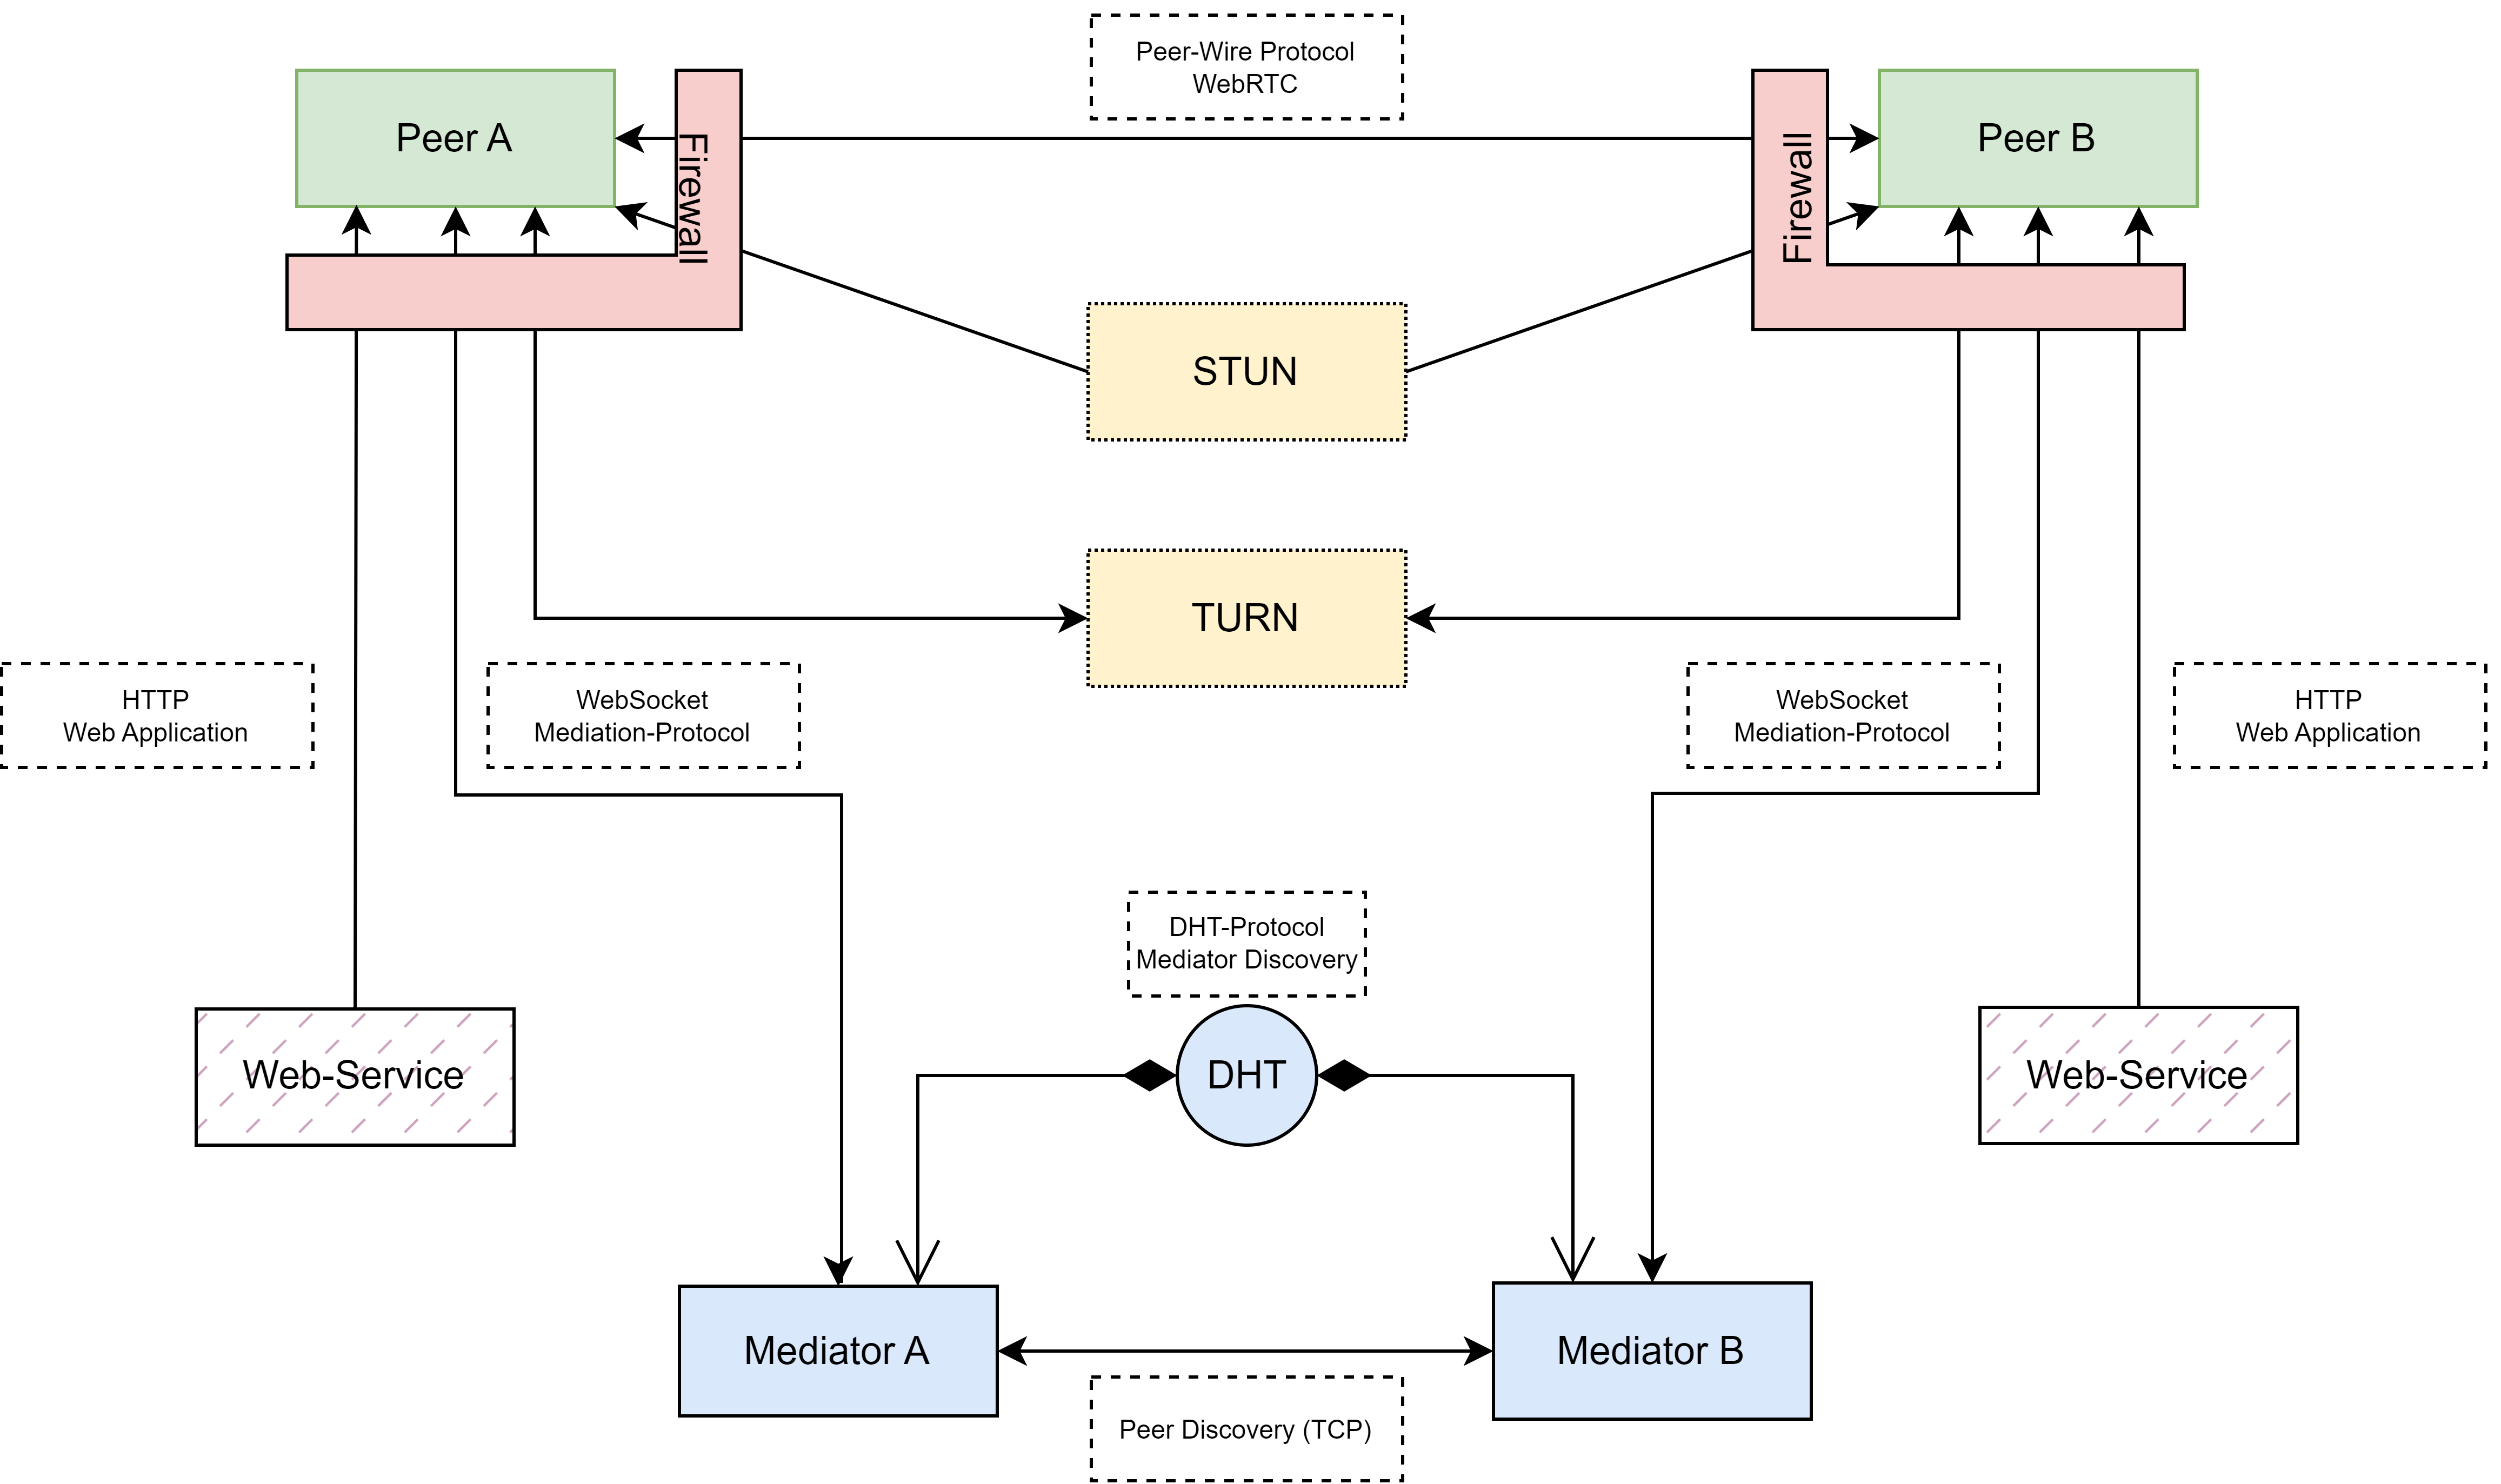 Peer-Wire Protocol
WebRTC
Peer A
Firewall
Firewall
Peer B
STUN
TURN
HTTP
Web Application
WebSocket
Mediation-Protocol
WebSocket
Mediation-Protocol
HTTP
Web Application
DHT-Protocol
Mediator Discovery
Web-Service
DHT
Web-Service
Mediator A
Mediator B
Peer Discovery (TCP)